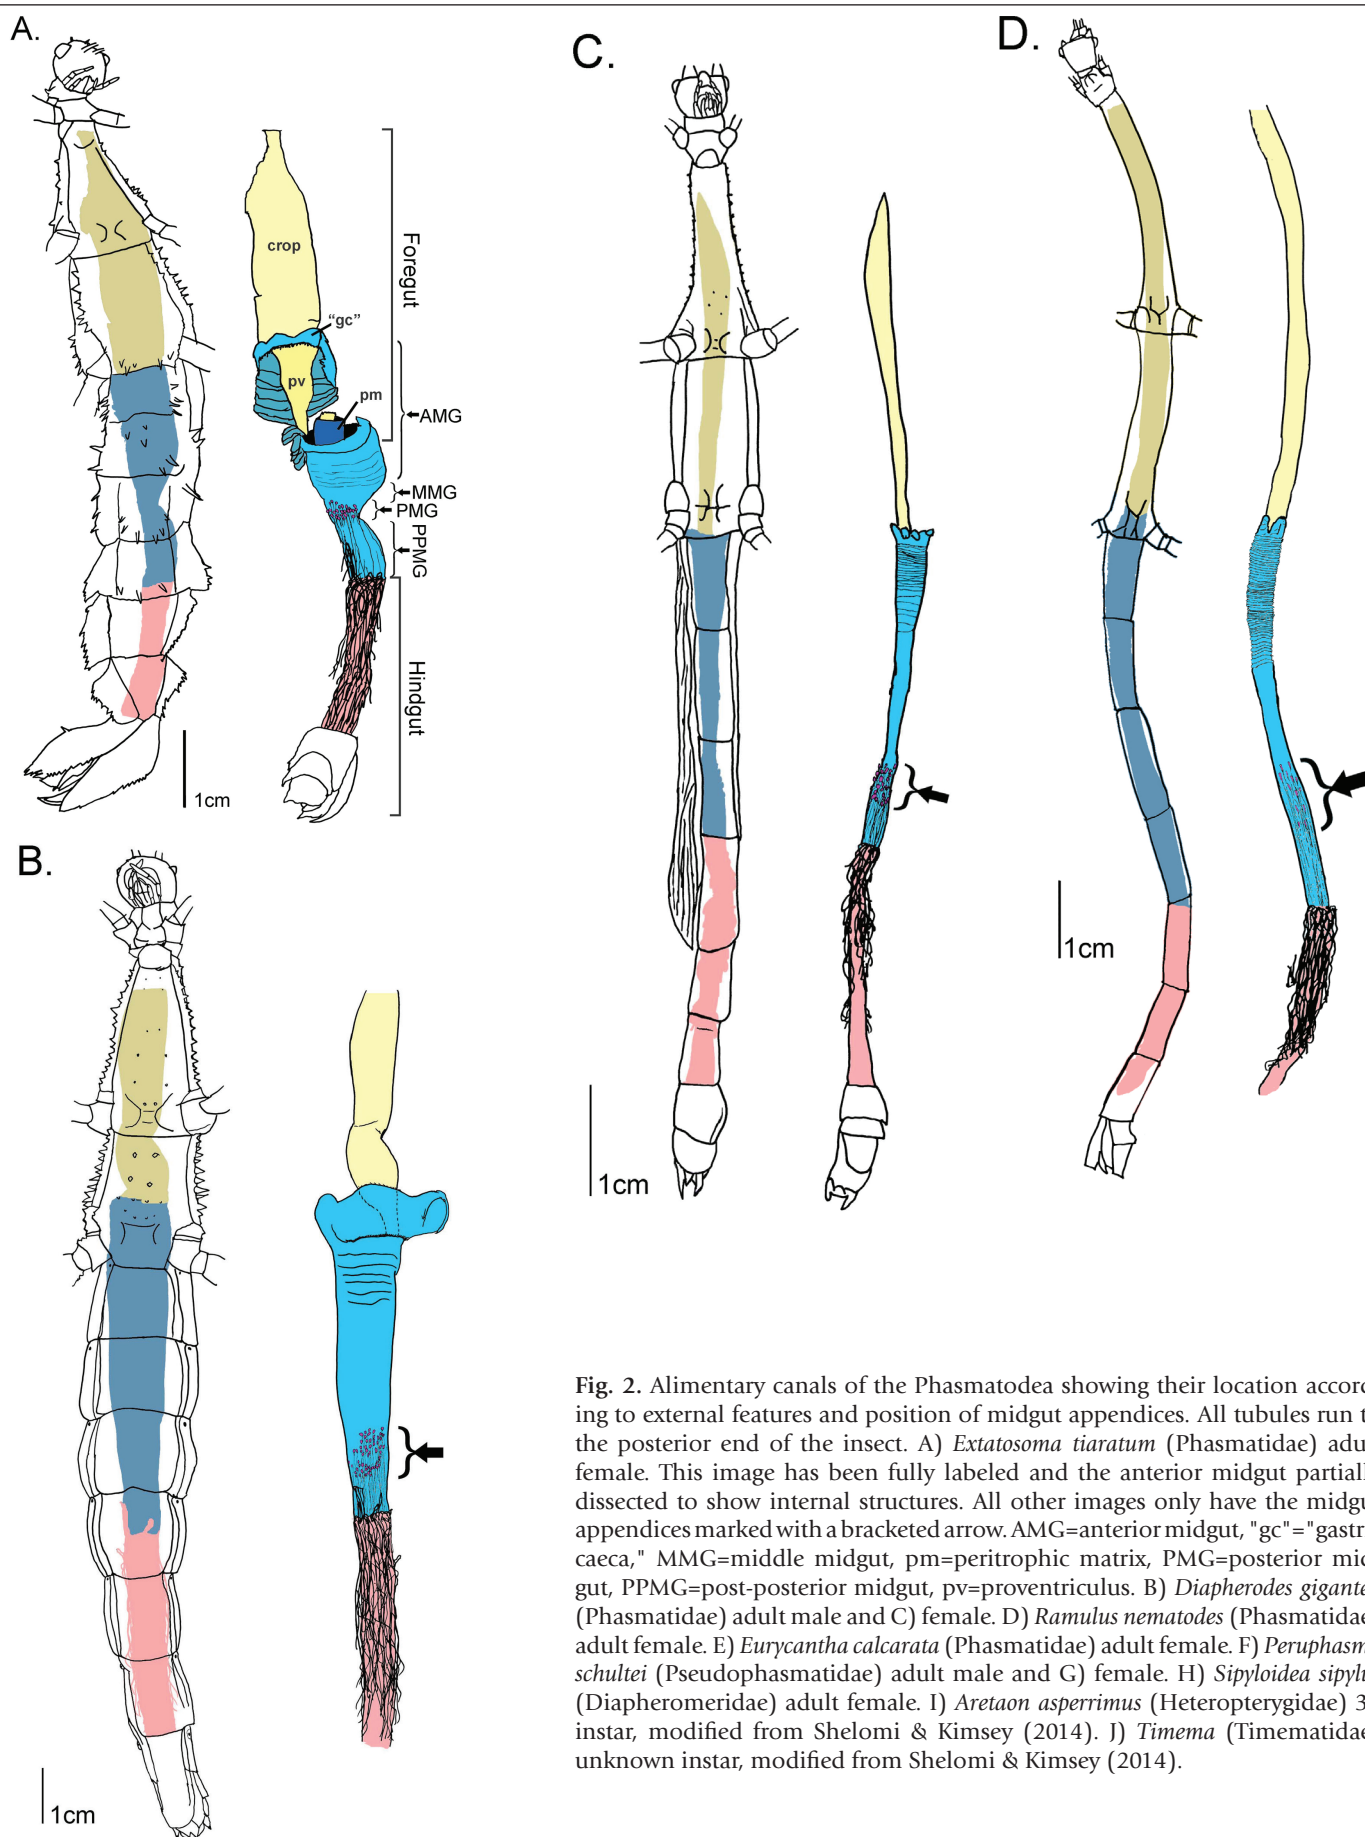 A.
crop
"gc"
pv
pm
Foregut
AMG
MMG
PMG
PPMG
Hindgut
1cm
B.
1cm
C.
1cm
D.
1cm
Fig. 2. Alimentary canals of the Phasmatodea showing their location accord
ing to external features and position of midgut appendices. All tubules run t
the posterior end of the insect. A) Extatosoma tiaratum (Phasmatidae) adu
female. This image has been fully labeled and the anterior midgut partiall
dissected to show internal structures. All other images only have the midgu
appendices marked with a bracketed arrow. AMG=anterior midgut, "gc"="gastri
caeca," MMG=middle midgut, pm=peritrophic matrix, PMG=posterior mid
gut, PPMG=post-posterior midgut, pv=proventriculus. B) Diapherodes gigante
(Phasmatidae) adult male and C) female. D) Ramulus nematodes (Phasmatidae
adult female. E) Eurycantha calcarata (Phasmatidae) adult female. F) Peruphasm
schultei (Pseudophasmatidae) adult male and G) female. H) Sipyloidea sipyli
(Diapheromeridae) adult female. I) Aretaon asperrimus (Heteropterygidae) 3
instar, modified from Shelomi & Kimsey (2014). J) Timema (Timematidae
unknown instar, modified from Shelomi & Kimsey (2014).